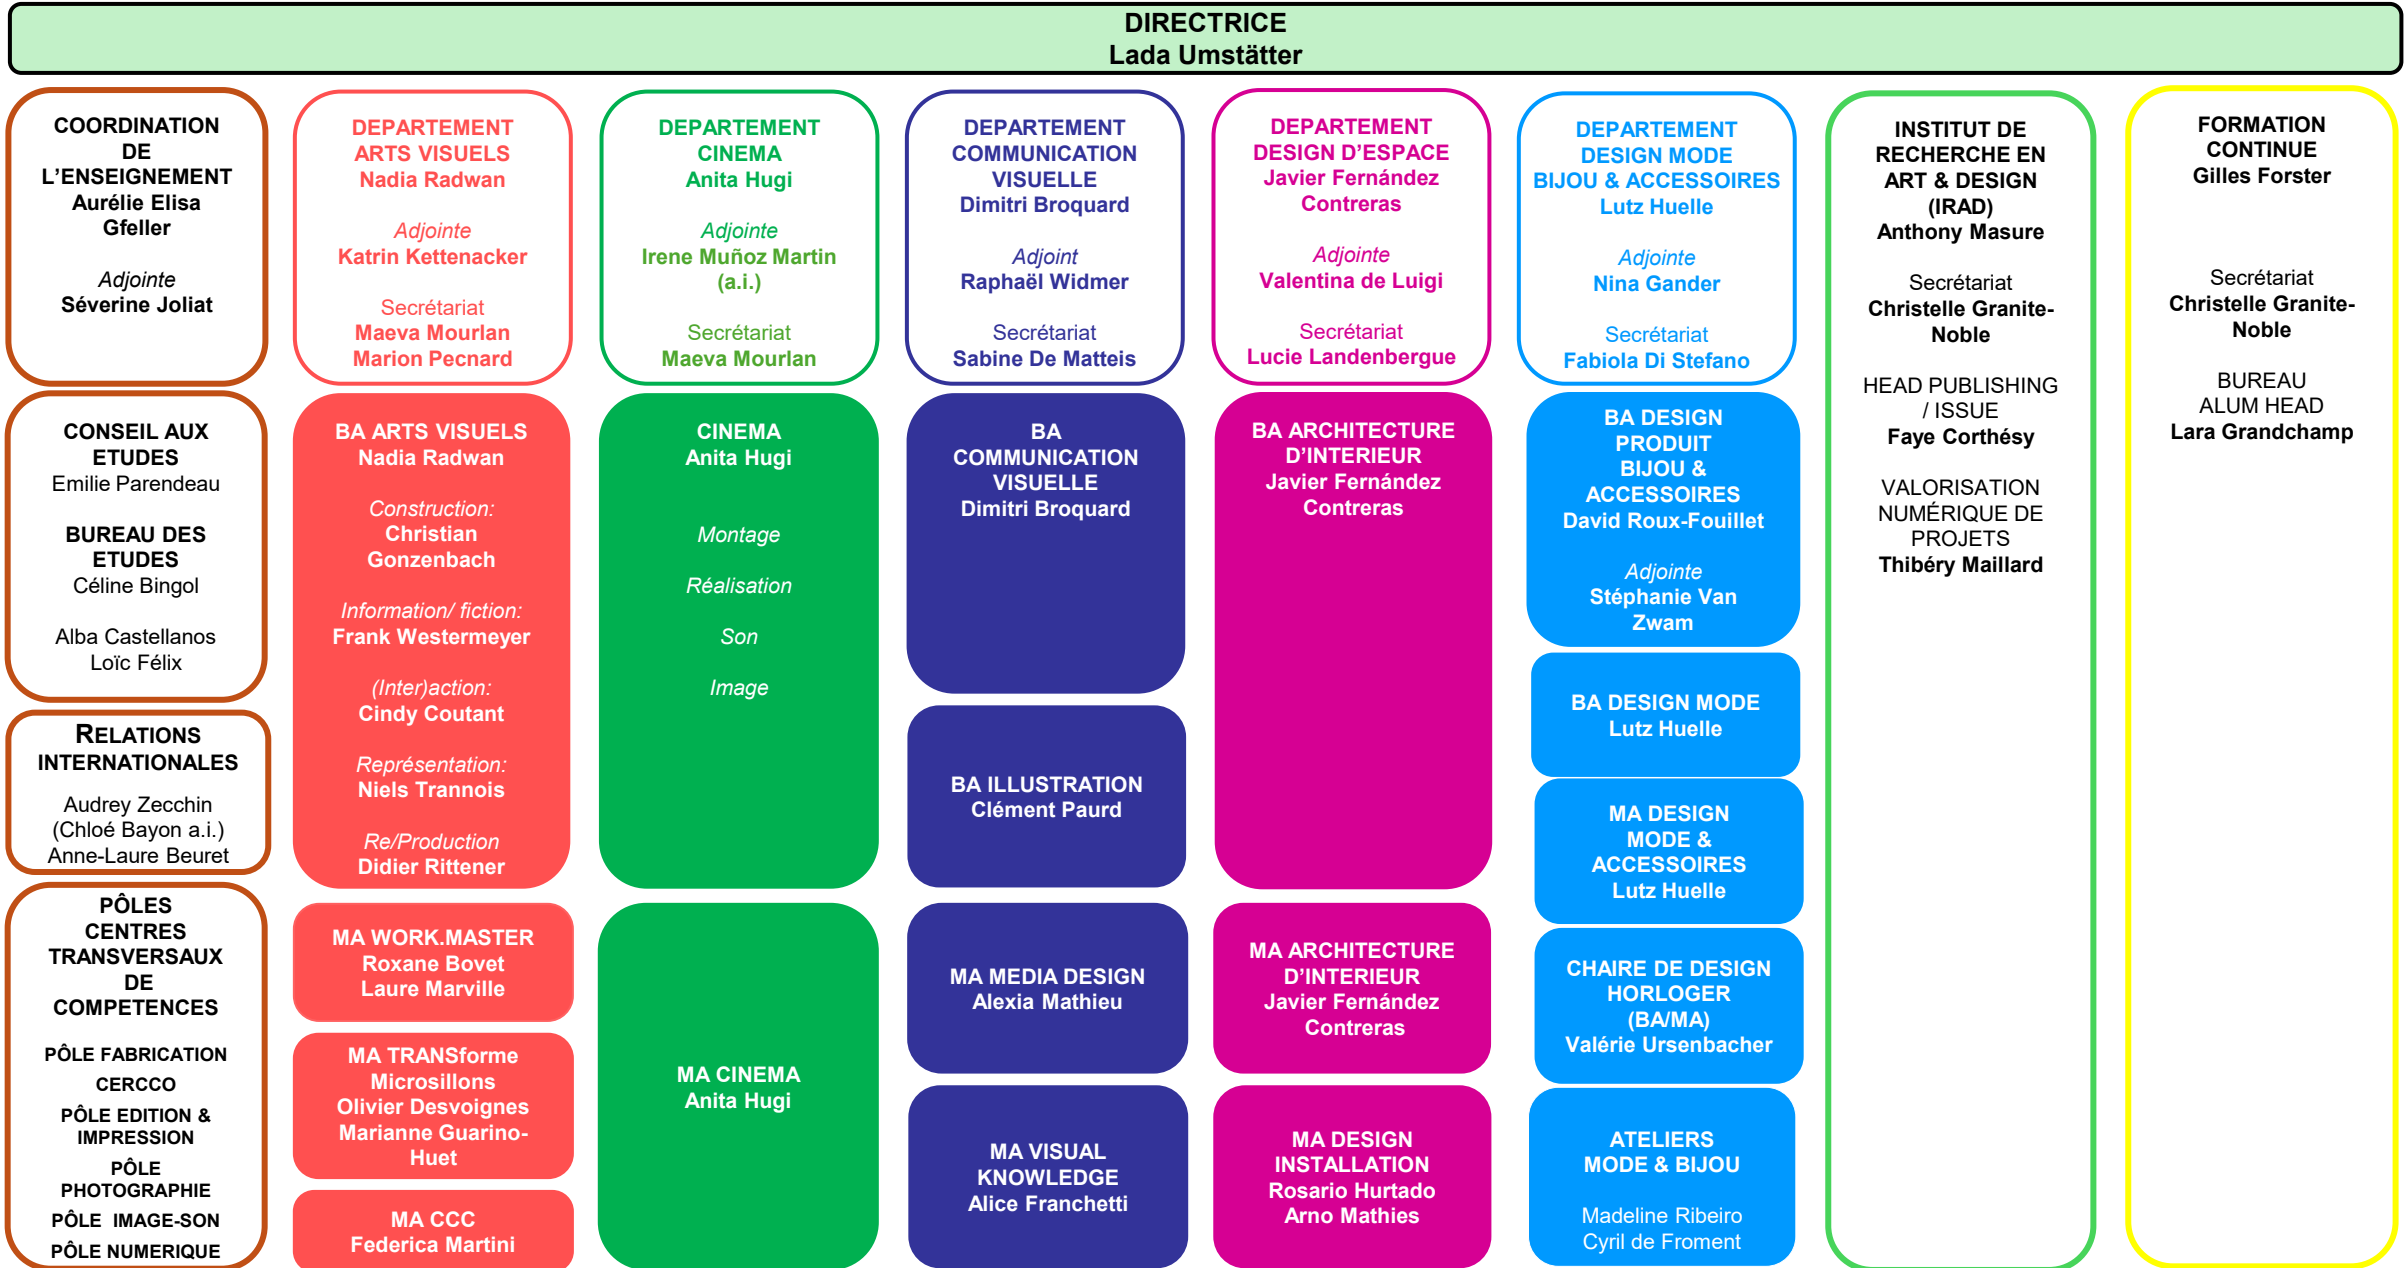 DIRECTRICE
Lada Umstätter
COORDINATION
DE
L'ENSEIGNEMENT
Aurélie Elisa
Gfeller
Adjointe
Séverine Joliat
CONSEIL AUX
ETUDES
Emilie Parendeau
BUREAU DES
ETUDES
Céline Bingol
Alba Castellanos
Loïc Félix
RELATIONS
INTERNATIONALES
Audrey Zecchin
(Chloé Bayon a.i.)
Anne-Laure Beuret
PÔLES
CENTRES
TRANSVERSAUX
DE
COMPETENCES
PÔLE FABRICATION
CERCCO
PÔLE EDITION &
IMPRESSION
PÔLE
PHOTOGRAPHIE
PÔLE IMAGE-SON
PÔLE NUMERIQUE
DEPARTEMENT
ARTS VISUELS
Nadia Radwan
Adjointe
Katrin Kettenacker
Secrétariat
Maeva Mourlan
Marion Pecnard
BA ARTS VISUELS
Nadia Radwan
Construction:
Christian
Gonzenbach
Information/ fiction:
Frank Westermeyer
(Inter)action:
Cindy Coutant
Représentation:
Niels Trannois
Re/Production
Didier Rittener
MA WORK.MASTER
Roxane Bovet
Laure Marville
MA TRANSforme
Microsillons
Olivier Desvoignes
Marianne Guarino-
Huet
MA CCC
Federica Martini
DEPARTEMENT
CINEMA
Anita Hugi
Adjointe
Irene Muñoz Martin
(a.i.)
Secrétariat
Maeva Mourlan
CINEMA
Anita Hugi
Montage
Réalisation
Son
Image
MA CINEMA
Anita Hugi
DEPARTEMENT
COMMUNICATION
VISUELLE
Dimitri Broquard
Adjoint
Raphaël Widmer
Secrétariat
Sabine De Matteis
BA
COMMUNICATION
VISUELLE
Dimitri Broquard
BA ILLUSTRATION
Clément Paurd
MA MEDIA DESIGN
Alexia Mathieu
MA VISUAL
KNOWLEDGE
Alice Franchetti
DEPARTEMENT
DESIGN D'ESPACE
Javier Fernández
Contreras
Adjointe
Valentina de Luigi
Secrétariat
Lucie Landenbergue
BA ARCHITECTURE
D'INTERIEUR
Javier Fernández
Contreras
MA ARCHITECTURE
D'INTERIEUR
Javier Fernández
Contreras
MA DESIGN
INSTALLATION
Rosario Hurtado
Arno Mathies
DEPARTEMENT
DESIGN MODE
BIJOU & ACCESSOIRES
Lutz Huelle
Adjointe
Nina Gander
Secrétariat
Fabiola Di Stefano
BA DESIGN
PRODUIT
BIJOU &
ACCESSOIRES
David Roux-Fouillet
Adjointe
Stéphanie Van
Zwam
BA DESIGN MODE
Lutz Huelle
MA DESIGN
MODE &
ACCESSOIRES
Lutz Huelle
CHAIRE DE DESIGN
HORLOGER
(BA/MA)
Valérie Ursenbacher
ATELIERS
MODE & BIJOU
Madeline Ribeiro
Cyril de Froment
INSTITUT DE
RECHERCHE EN
ART & DESIGN
(IRAD)
Anthony Masure
Secrétariat
Christelle Granite-
Noble
HEAD PUBLISHING
/ ISSUE
Faye Corthésy
VALORISATION
NUMÉRIQUE DE
PROJETS
Thibéry Maillard
FORMATION
CONTINUE
Gilles Forster
Secrétariat
Christelle Granite-
Noble
BUREAU
ALUM HEAD
Lara Grandchamp